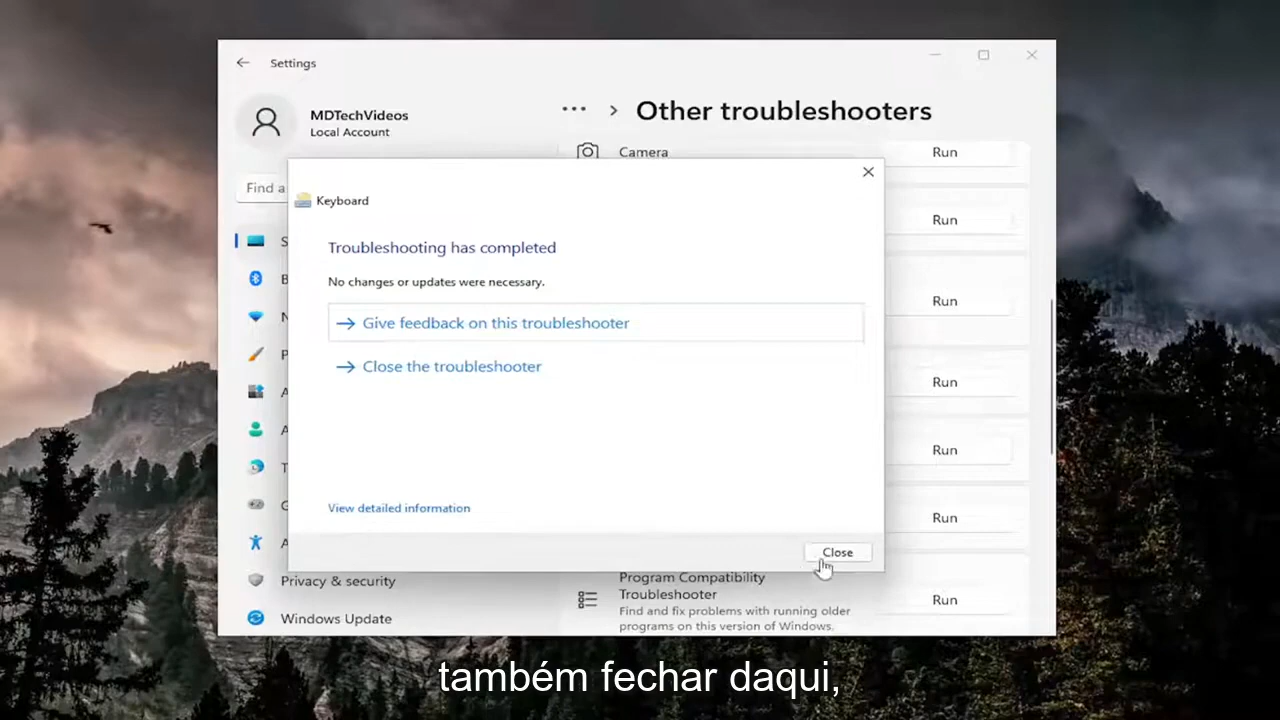 Settings
MDTechVideos
Local Account
Find a
Privacy & security
Windows Update
... > Other troubleshooters
Camera
Run
Run
Run
Run
Run
Run
Program Compatibility
Troubleshooter
Find and fix problems with running older
programs on this version of Windows.
Run
Keyboard
Troubleshooting has completed
No changes or updates were necessary.
Give feedback on this troubleshooter
Close the troubleshooter
View detailed information
Close
também fechar daqui,